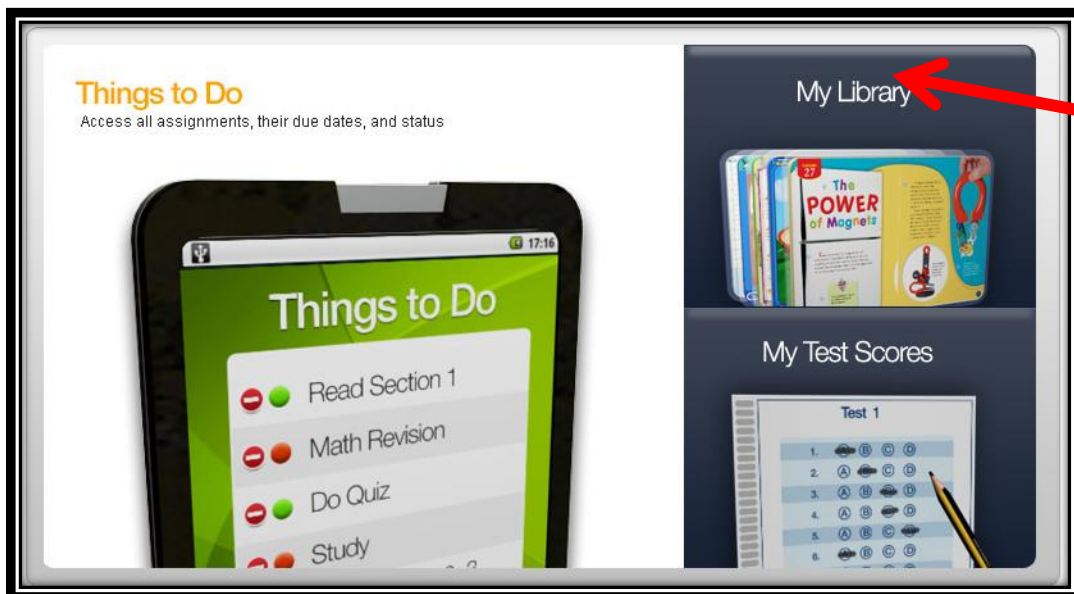 Things to Do
Access all assignments, their due dates, and status
17:16
Things to Do
Read Section 1
Math Revision
Do Quiz
Study
My Library
27
The
POWER
of Magnets
My Test Scores
Test 1
1. A B C D
2. A B C D
3. A B C D
4. A B C D
5. A B C D
6. A B C D